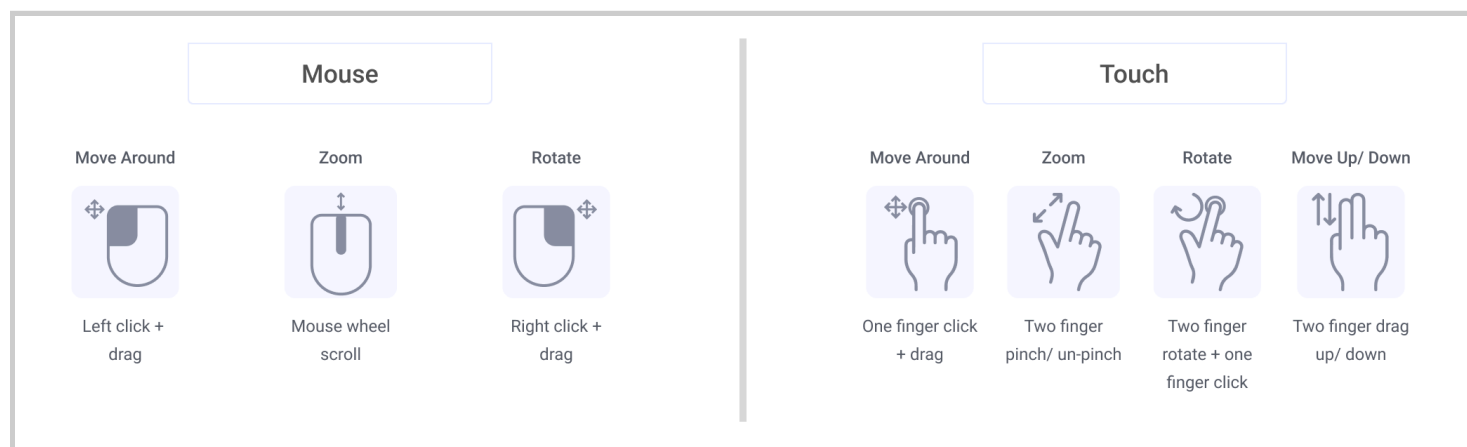 Mouse
Move Around
Left click +
drag
Zoom
Mouse wheel
scroll
Rotate
Right click +
drag
Touch
Move Around
One finger click
+ drag
Zoom
Two finger
pinch/ un-pinch
Rotate
Two finger
rotate + one
finger click
Move Up/ Down
Two finger drag
up/ down